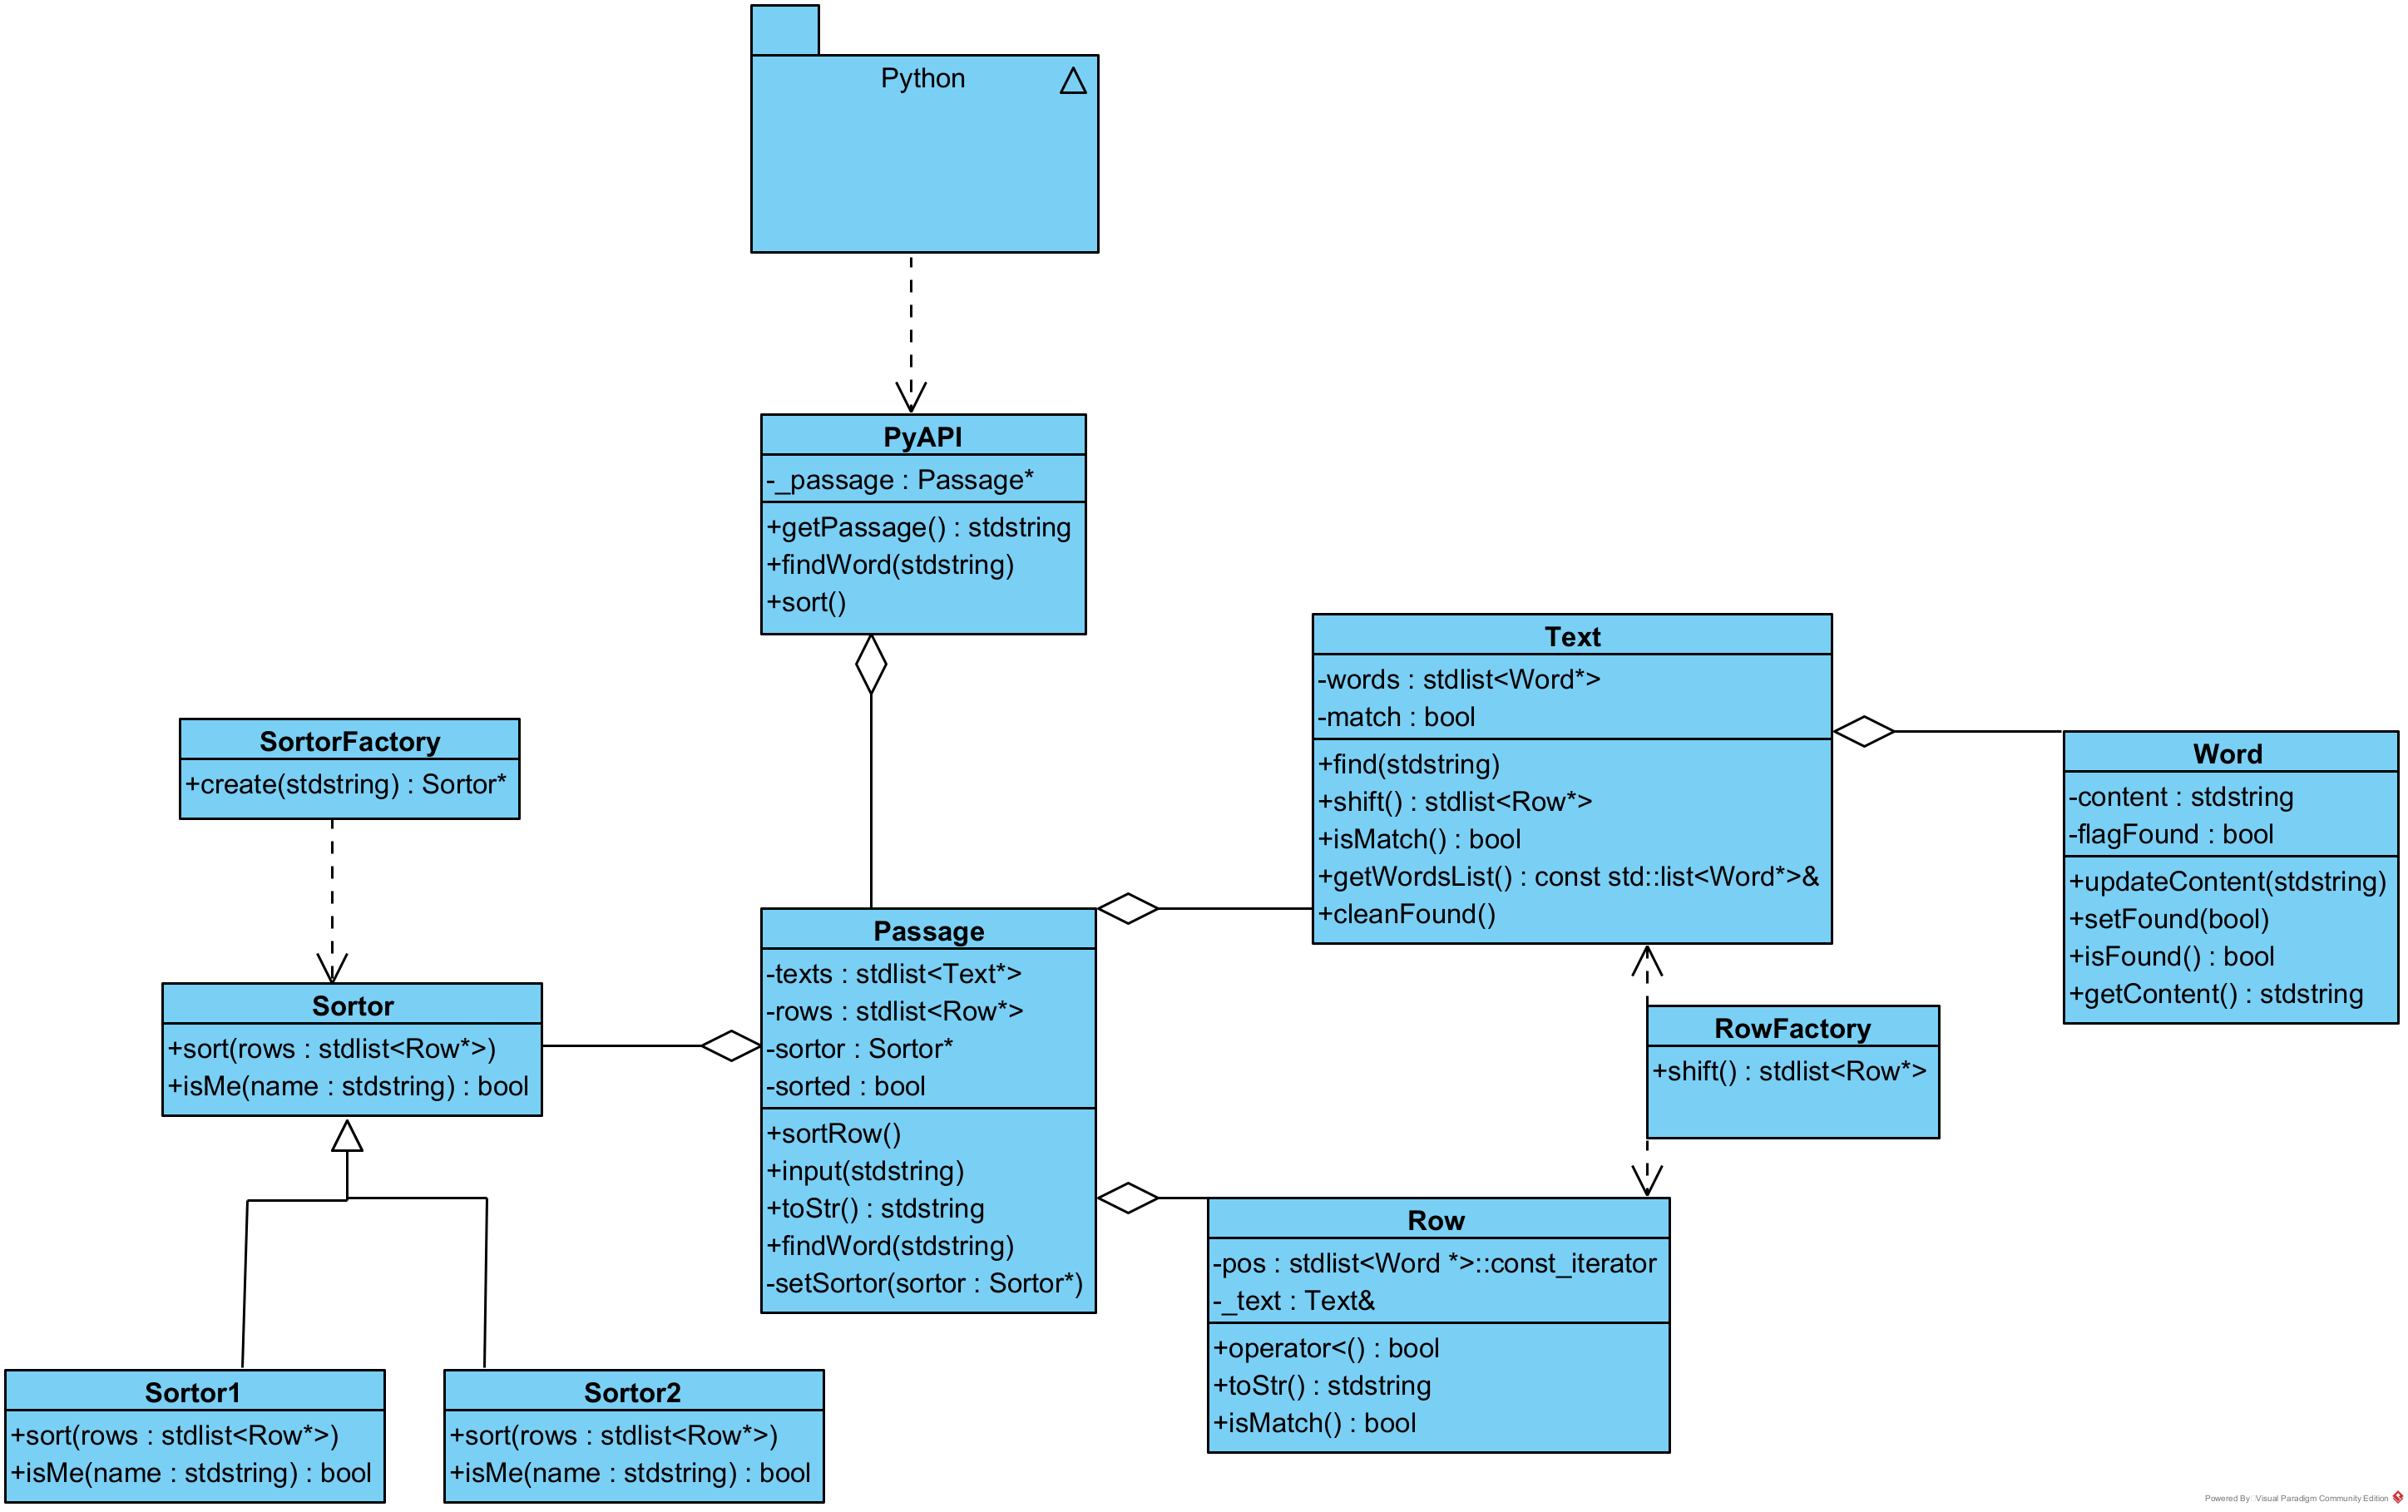 Python
PyAPI
-_passage : Passage*
+getPassage() : stdstring
+findWord(stdstring)
+sort()
Text
-words : stdlist<Word*>
-match : bool
+find(stdstring)
+shift() : stdlist<Row*>
+isMatch() : bool
+getWordsList() : const std::list<Word*>&
+cleanFound()
Word
-content : stdstring
-flagFound : bool
+updateContent(stdstring)
+setFound(bool)
+isFound() : bool
+getContent() : stdstring
SortorFactory
+create(stdstring) : Sortor*
Sortor
+sort(rows : stdlist<Row*>)
+isMe(name : stdstring) : bool
Passage
-texts : stdlist<Text*>
-rows : stdlist<Row*>
-sortor : Sortor*
-sorted : bool
+sortRow()
+input(stdstring)
+toStr() : stdstring
+findWord(stdstring)
-setSortor(sortor : Sortor*)
RowFactory
+shift() : stdlist<Row*>
Row
-pos : stdlist<Word *>::const_iterator
-_text : Text&
+operator<() : bool
+toStr() : stdstring
+isMatch() : bool
Sortor1
+sort(rows : stdlist<Row*>)
+isMe(name : stdstring) : bool
Sortor2
+sort(rows : stdlist<Row*>)
+isMe(name : stdstring) : bool
Powered By Visual Paradigm Community Edition